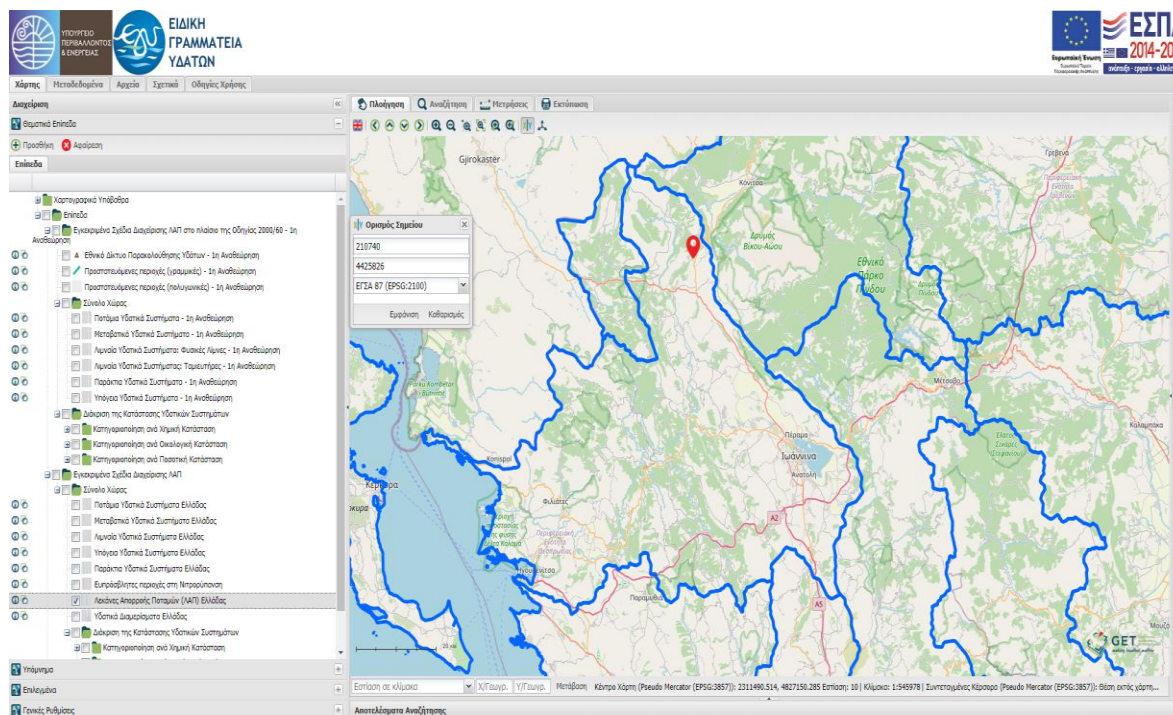 ΥΠΟΥΡΓΕΙΟ
ΠΕΡΙΒΑΛΛΟΝΤΟΣ
& ΕΝΕΡΓΕΙΑΣ
ΕΙΔΙΚΗ
ΓΡΑΜΜΑΤΕΙΑ
ΥΔΑΤΩΝ
ΕΣΠΑ
2014-20
Ευρωπαϊκή Ένωση
ανάπτυξη - εργασία - αλληλε
Χάρτης Μεταδεδομένα Αρχεία Σχετικά Οδηγίες Χρήσης
Διαχείριση
Πλοήγηση Αναζήτηση Μετρήσεις Εκτύπωση
Θεματικά Επίπεδα
Προσθήκη Αφαίρεση
Επίπεδα
Χαρτογραφικά Υπόβαθρα
Επίπεδα
Εγκεκριμένα Σχέδια Διαχείρισης ΛΑΠ στο πλαίσιο της Οδηγίας 2000/60 - 1η
Αναθεώρηση
Εθνικό Δίκτυο Παρακολούθησης Υδάτων - 1η Αναθεώρηση
Προστατευόμενες περιοχές (γραμμικές) - 1η Αναθεώρηση
Προστατευόμενες περιοχές (πολυγωνικές) - 1η Αναθεώρηση
Σύνολο Χώρας
Ποτάμια Υδατικά Συστήματα - 1η Αναθεώρηση
Μεταβατικά Υδατικά Συστήματα - 1η Αναθεώρηση
Λιμναία Υδατικά Συστήματα: Φυσικές Λίμνες - 1η Αναθεώρηση
Λιμναία Υδατικά Συστήματα: Ταμιευτήρες - 1η Αναθεώρηση
Παράκτια Υδατικά Συστήματα - 1η Αναθεώρηση
Υπόγεια Υδατικά Συστήματα - 1η Αναθεώρηση
Διάκριση της Κατάστασης Υδατικών Συστημάτων
Κατηγοριοποίηση ανά Χημική Κατάσταση
Κατηγοριοποίηση ανά Οικολογική Κατάσταση
Κατηγοριοποίηση ανά Ποσοτική Κατάσταση
Εγκεκριμένα Σχέδια Διαχείρισης ΛΑΠ
Σύνολο Χώρας
Ποτάμια Υδατικά Συστήματα Ελλάδας
Μεταβατικά Υδατικά Συστήματα Ελλάδας
Λιμναία Υδατικά Συστήματα Ελλάδας
Υπόγεια Υδατικά Συστήματα Ελλάδας
Παράκτια Υδατικά Συστήματα Ελλάδας
Ευπρόσβλητες περιοχές στη Νιτρορύπανση
Λεκάνες Απορροής Ποταμών (ΛΑΠ) Ελλάδας
Υδατικά Διαμερίσματα Ελλάδας
Διάκριση της Κατάστασης Υδατικών Συστημάτων
Κατηγοριοποίηση ανά Χημική Κατάσταση
Υπόμνημα
Επιλεγμένα
Γενικές Ρυθμίσεις
Ορισμός Σημείου
210740
4425826
ΕΓΣΑ 87 (EPSG:2100)
Εμφάνιση Καθαρισμός
Gjirokastër
Κόνιτσα
Γρεβενά
Δρυμός
Βίκου-Αώου
Εθνικό
Πάρκο
Πίνδου
Μέτσοβο
Καλαμπάκα
Parku Kombëtar
i Butrintit
Konispol
Κέρκυρα
Φιλιάτες
Πέραμα
Ιωάννινα
Ανατολή
A2
Ηγουμενίτσα
Παραμυθιά
A5
Μουζά
20 km
GET
Εστίαση σε κλίμακα Χ/Γεωγρ. Υ/Γεωγρ. Μετάβαση Κέντρο Χάρτη (Pseudo Mercator (EPSG:3857)): 2311490.514, 4827150.285 Εστίαση: 10 | Κλίμακα: 1:545978 | Συντεταγμένες Κέρσορα (Pseudo Mercator (EPSG:3857)): Θέση εκτός χάρτη...
Αποτελέσματα Αναζήτησης